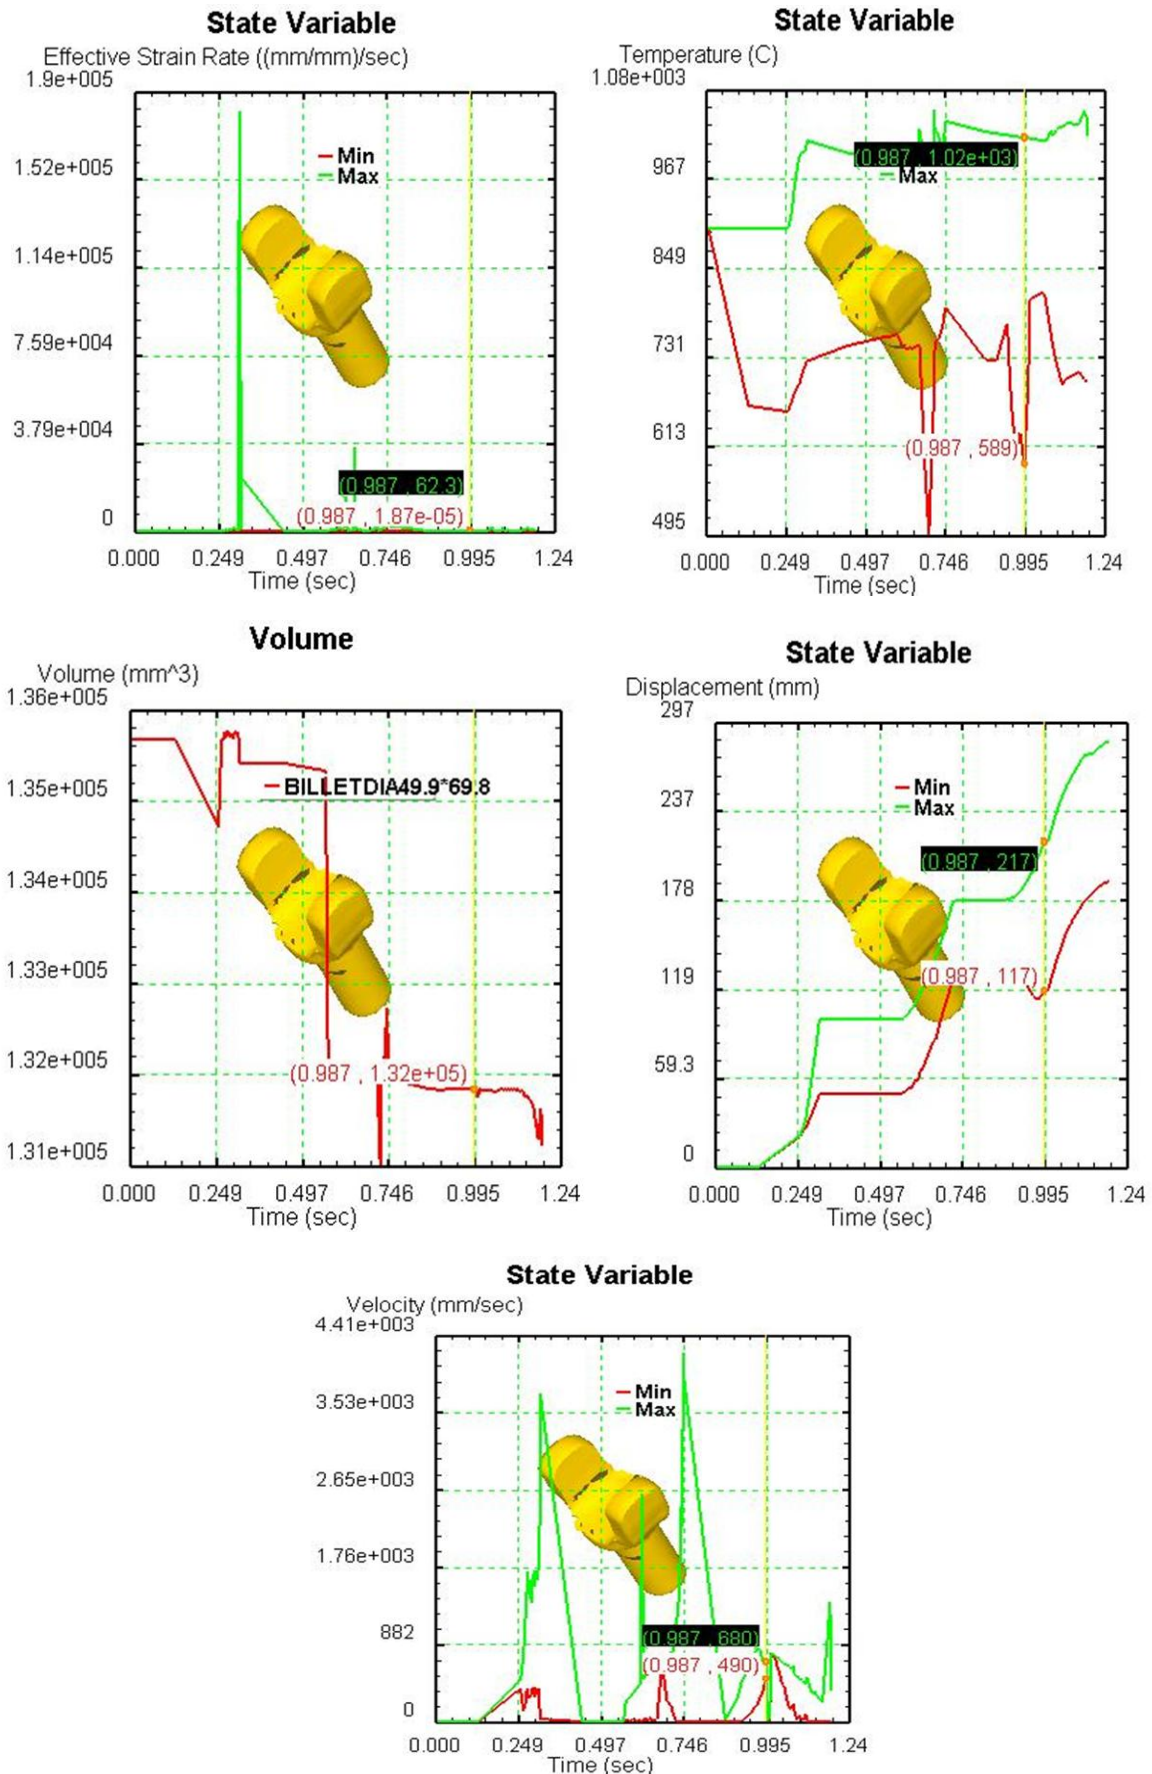 State Variable
Effective Strain Rate ((mm/mm)/sec)
1.9e+005
1.52e+005
1.14e+005
7.59e+004
3.79e+004
0
Min
Max
(0.987 , 62.3)
(0.987 , 1.87e-05)
0.000 0.249 0.497 0.746 0.995 1.24
Time (sec)
State Variable
Temperature (C)
1.08e+003
967
849
731
613
495
(0.987 , 1.02e+03)
Max
(0.987 , 589)
0.000 0.249 0.497 0.746 0.995 1.24
Time (sec)
Volume
Volume (mm^3)
1.36e+005
1.35e+005
1.34e+005
1.33e+005
1.32e+005
1.31e+005
BILLETDIA49.9*69.8
(0.987 , 1.32e+05)
0.000 0.249 0.497 0.746 0.995 1.24
Time (sec)
State Variable
Displacement (mm)
297
237
178
119
59.3
0
Min
Max
(0.987 , 217)
(0.987 , 117)
0.000 0.249 0.497 0.746 0.995 1.24
Time (sec)
State Variable
Velocity (mm/sec)
4.41e+003
3.53e+003
2.65e+003
1.76e+003
882
0
Min
Max
(0.987 , 680)
(0.987 , 490)
0.000 0.249 0.497 0.746 0.995 1.24
Time (sec)